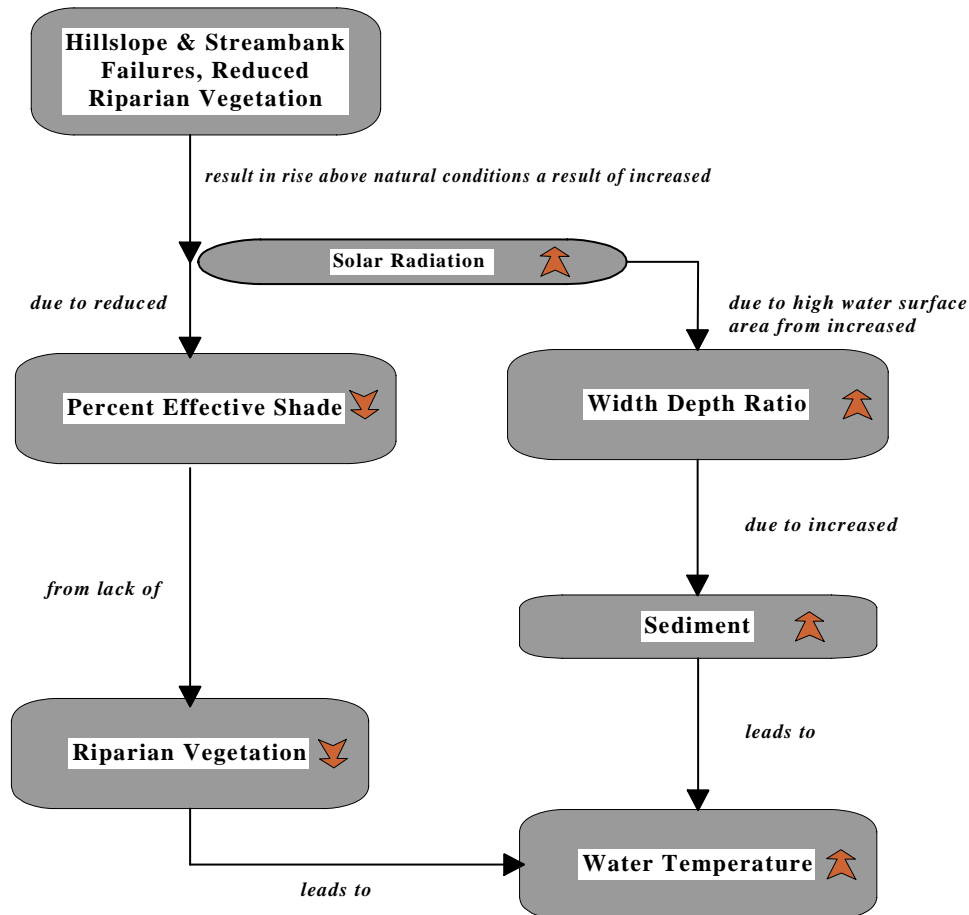 Hillslope & Streambank
Failures, Reduced
Riparian Vegetation
result in rise above natural conditions a result of increased
Solar Radiation
due to reduced
due to high water surface
area from increased
Percent Effective Shade
Width Depth Ratio
due to increased
from lack of
Sediment
Riparian Vegetation
leads to
Water Temperature
leads to